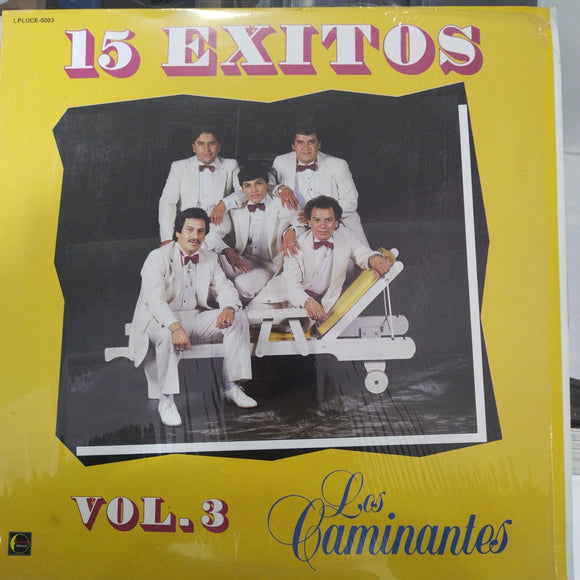 LPLUCE-0003
15 EXITOS
VOL. 3
Los
Caminantes